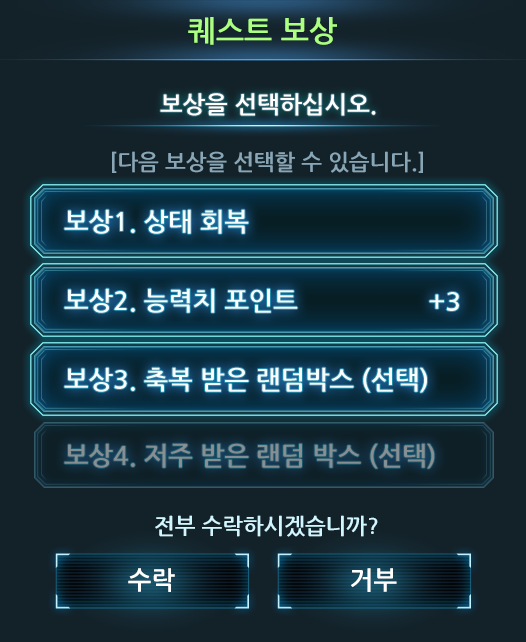 퀘스트 보상
보상을 선택하십시오.
[다음 보상을 선택할 수 있습니다.]
보상1. 상태 회복
보상2. 능력치 포인트 +3
보상3. 축복 받은 랜덤박스 (선택)
보상4. 저주 받은 랜덤 박스 (선택)
전부 수락하시겠습니까?
수락 거부